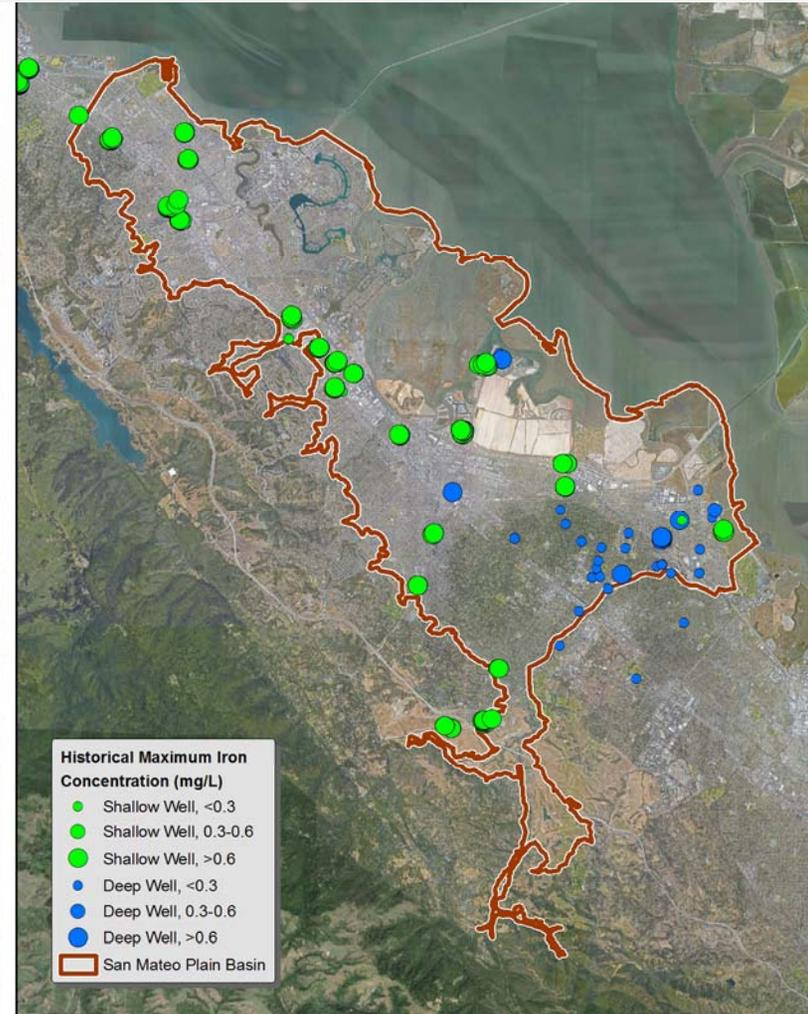 Historical Maximum Iron
Concentration (mg/L)
Shallow Well, <0.3
Shallow Well, 0.3-0.6
Shallow Well, >0.6
Deep Well, <0.3
Deep Well, 0.3-0.6
Deep Well, >0.6
San Mateo Plain Basin